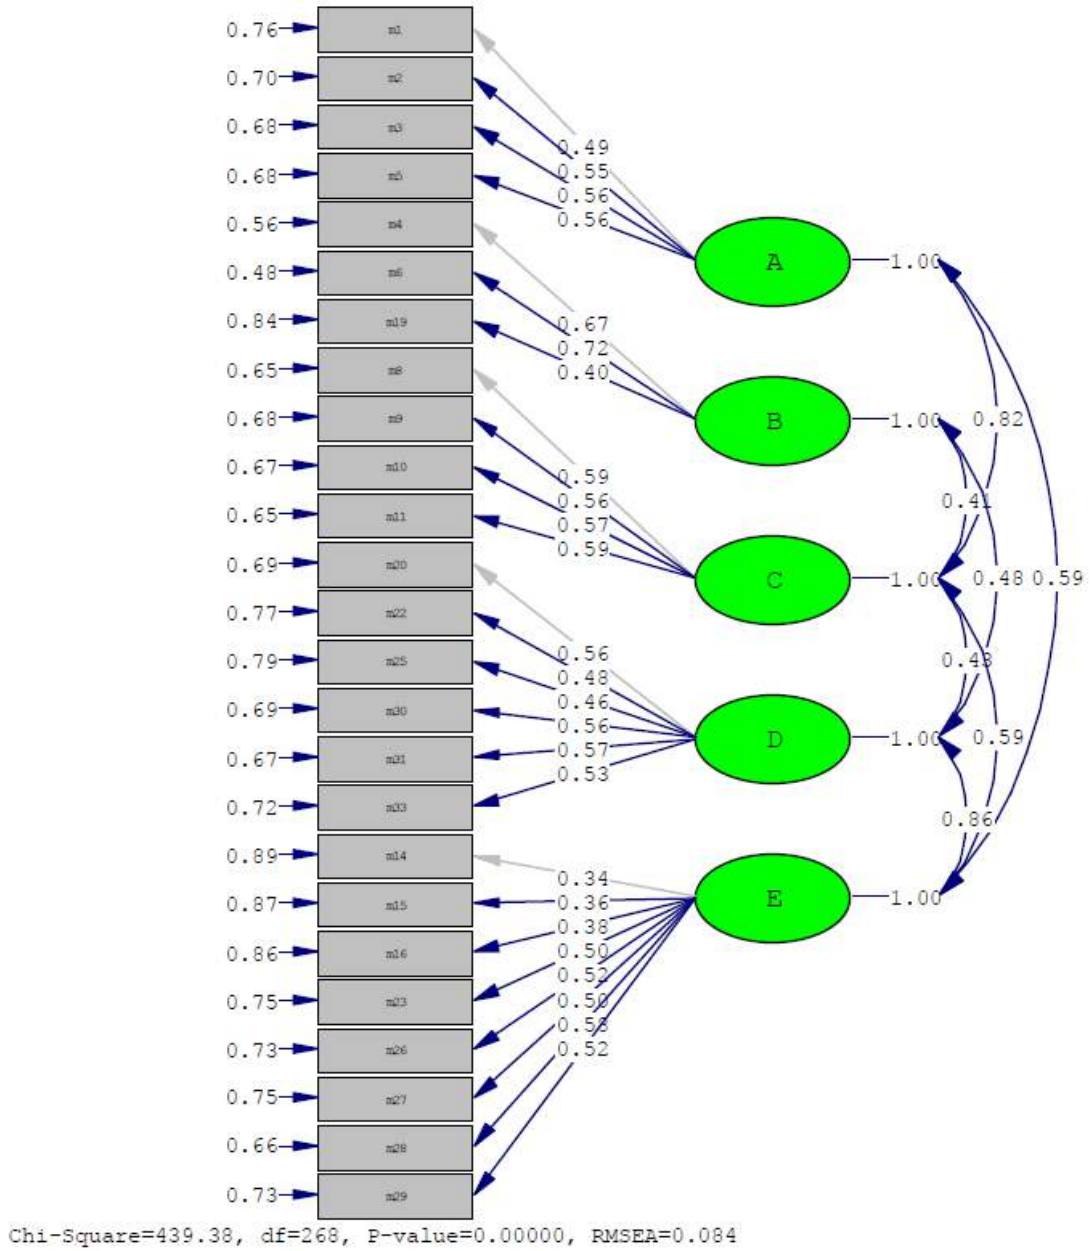 0.76 m1
0.70 m2
0.68 m3
0.49
0.55
0.68 m5
0.56
0.56
0.56 m4
A 1.00
0.48 m6
0.84 m19
0.67
0.72
0.65 m8
0.40
0.68 m9
B 1.00 0.82
0.67 m10
0.59
0.56
0.41
0.65 m11
0.57
0.59
0.69 m20
C 1.00 0.48 0.59
0.77 m22
0.56
0.79 m25
0.43
0.48
0.46
0.69 m30
0.56
D 1.00 0.59
0.67 m31
0.57
0.53
0.72 m33
0.86
0.89 m14
0.34
E 1.00
0.87 m15
0.36
0.38
0.86 m16
0.50
0.52
0.75 m23
0.50
0.58
0.73 m26
0.52
0.75 m27
0.66 m28
0.73 m29
Chi-Square=439.38, df=268, P-value=0.00000, RMSEA=0.084